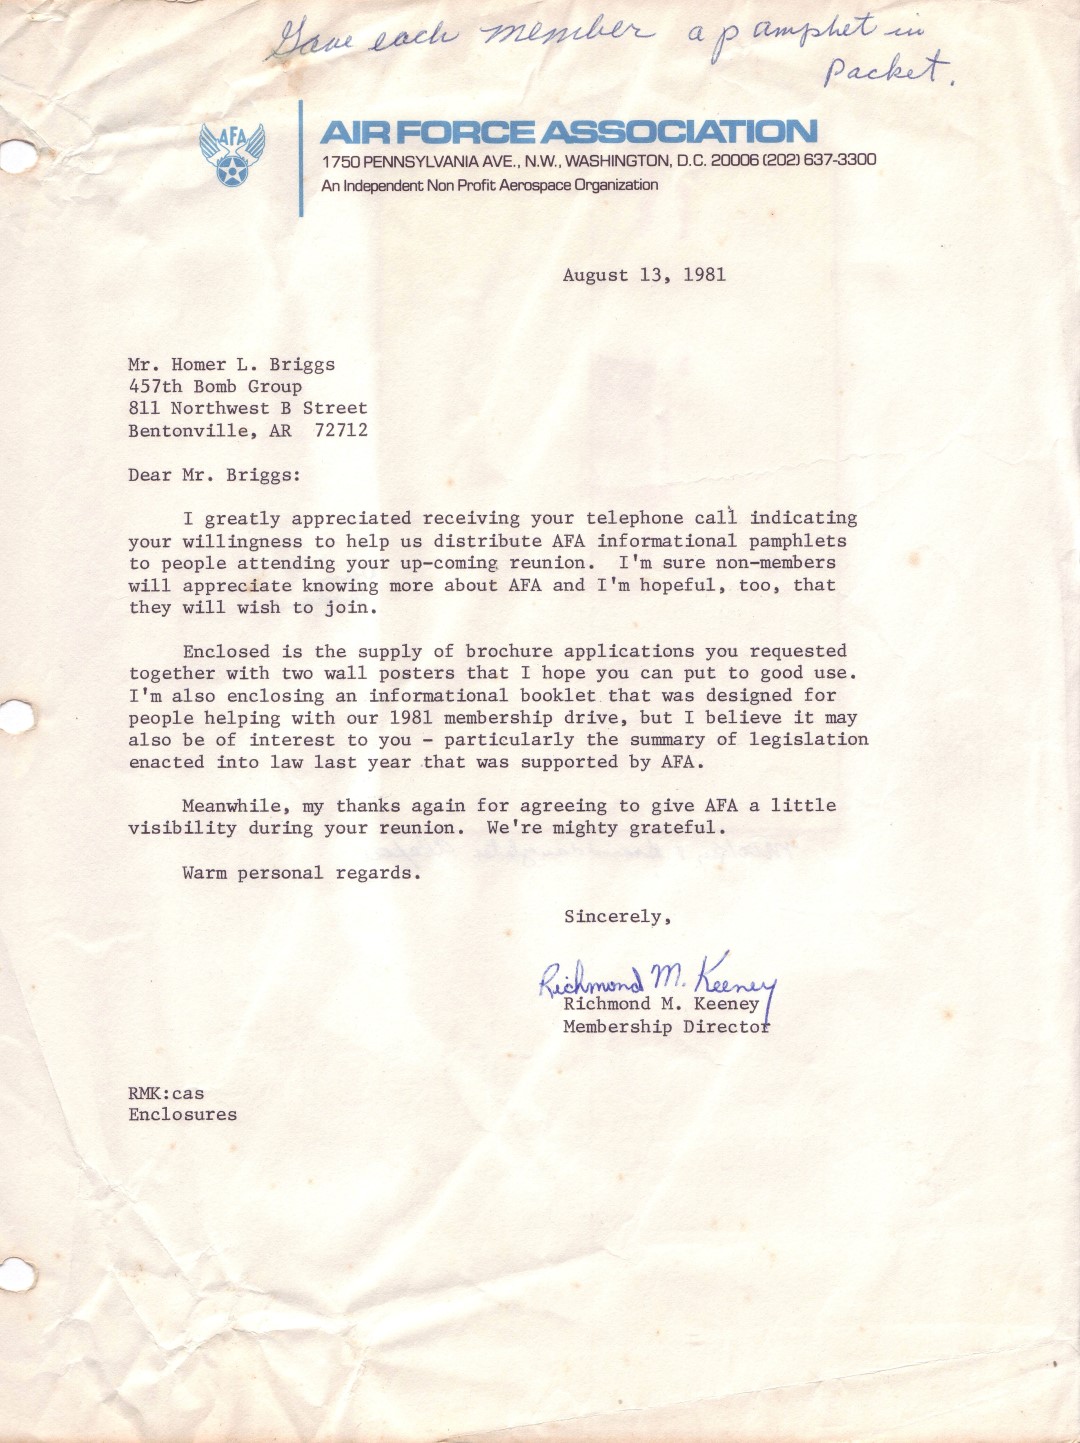 Gave each member a pamphet in
Packet.
AFA
AIR FORCE ASSOCIATION
1750 PENNSYLVANIA AVE., N.W., WASHINGTON, D.C. 20006 (202) 637-3300
An Independent Non Profit Aerospace Organization
August 13, 1981
Mr. Homer L. Briggs
457th Bomb Group
811 Northwest B Street
Bentonville, AR  72712
Dear Mr. Briggs:
I greatly appreciated receiving your telephone call indicating
your willingness to help us distribute AFA informational pamphlets
to people attending your up-coming reunion.  I'm sure non-members
will appreciate knowing more about AFA and I'm hopeful, too, that
they will wish to join.
Enclosed is the supply of brochure applications you requested
together with two wall posters that I hope you can put to good use.
I'm also enclosing an informational booklet that was designed for
people helping with our 1981 membership drive, but I believe it may
also be of interest to you – particularly the summary of legislation
enacted into law last year that was supported by AFA.
Meanwhile, my thanks again for agreeing to give AFA a little
visibility during your reunion.  We're mighty grateful.
Warm personal regards.
Sincerely,
Richmond M. Keeney
Richmond M. Keeney
Membership Director
RMK:cas
Enclosures